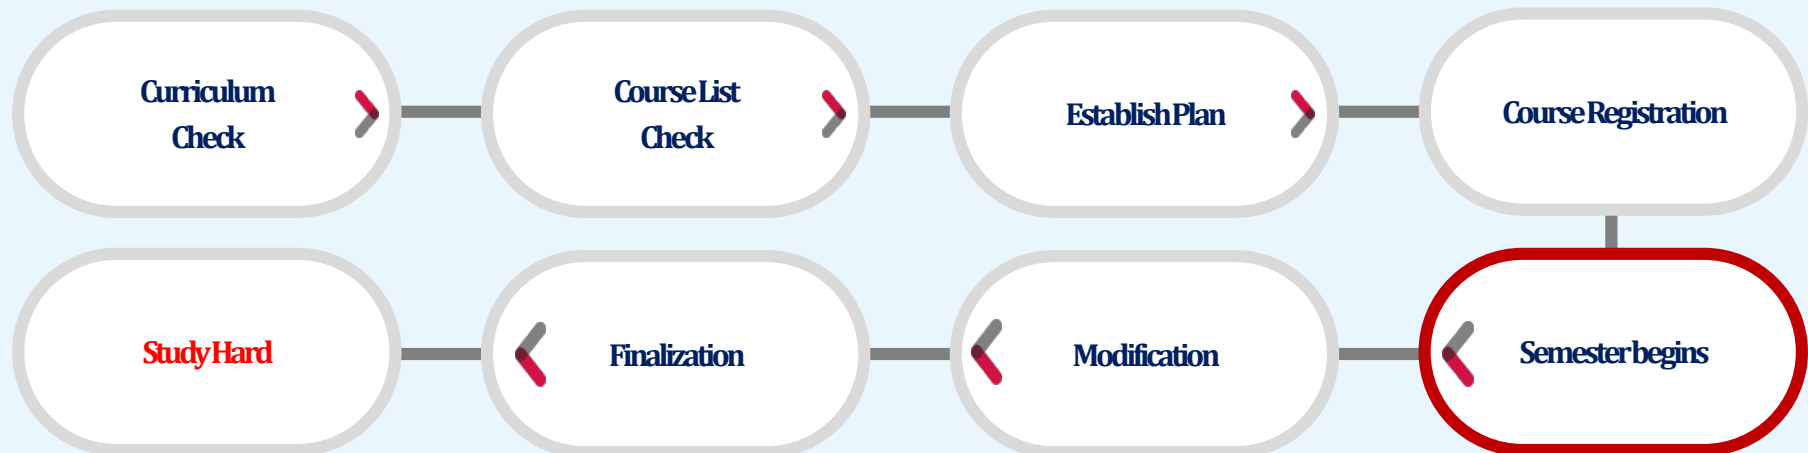 Curriculum
Check
Course List
Check
Establish Plan
Course Registration
Study Hard
Finalization
Modification
Semester begins